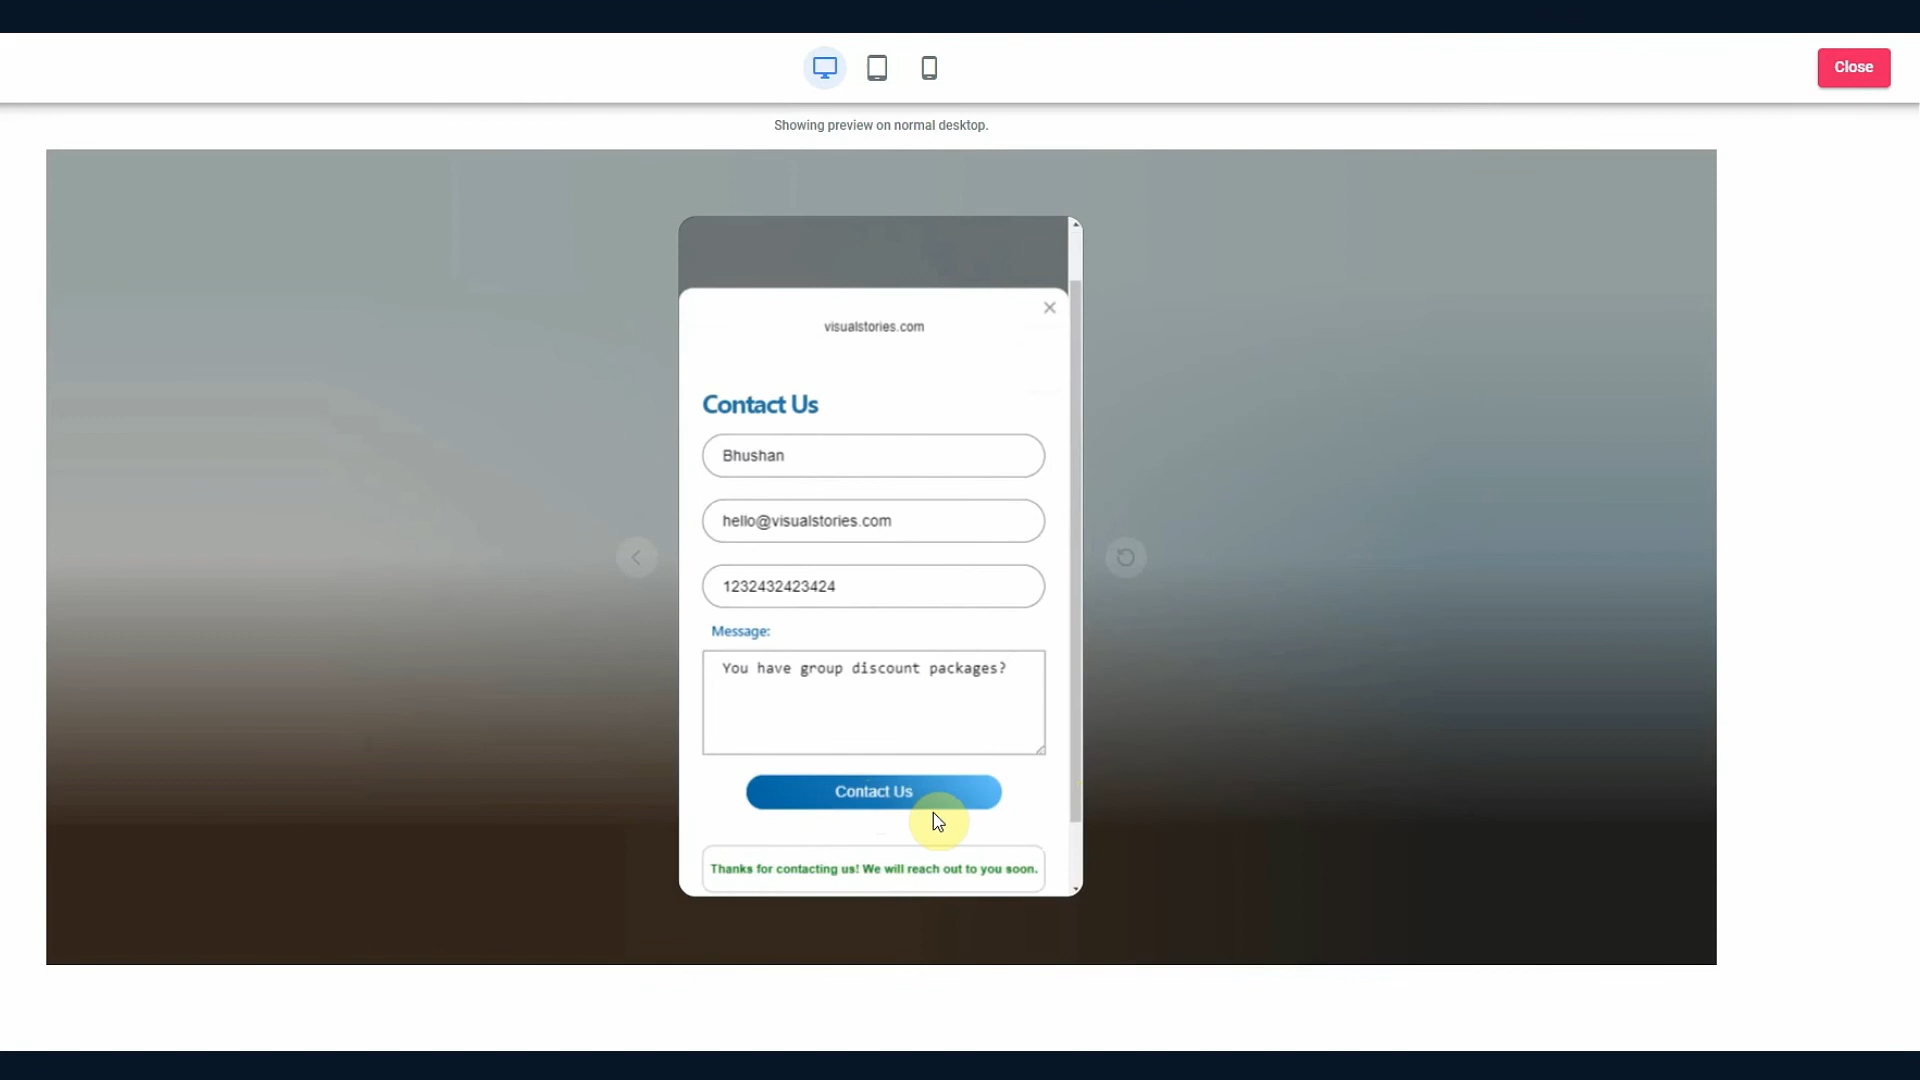 Close
Showing preview on normal desktop.
visualstories.com
Contact Us
Bhushan
hello@visualstories.com
1232432423424
Message:
You have group discount packages?
Contact Us
Thanks for contacting us! We will reach out to you soon.